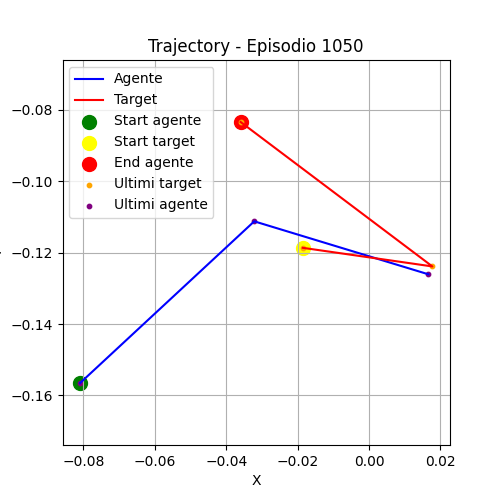 Trajectory - Episodio 1050
Agente
Target
Start agente
Start target
End agente
Ultimi target
Ultimi agente
−0.08
−0.10
−0.12
−0.14
−0.16
−0.08
−0.06
−0.04
−0.02
0.00
0.02
X